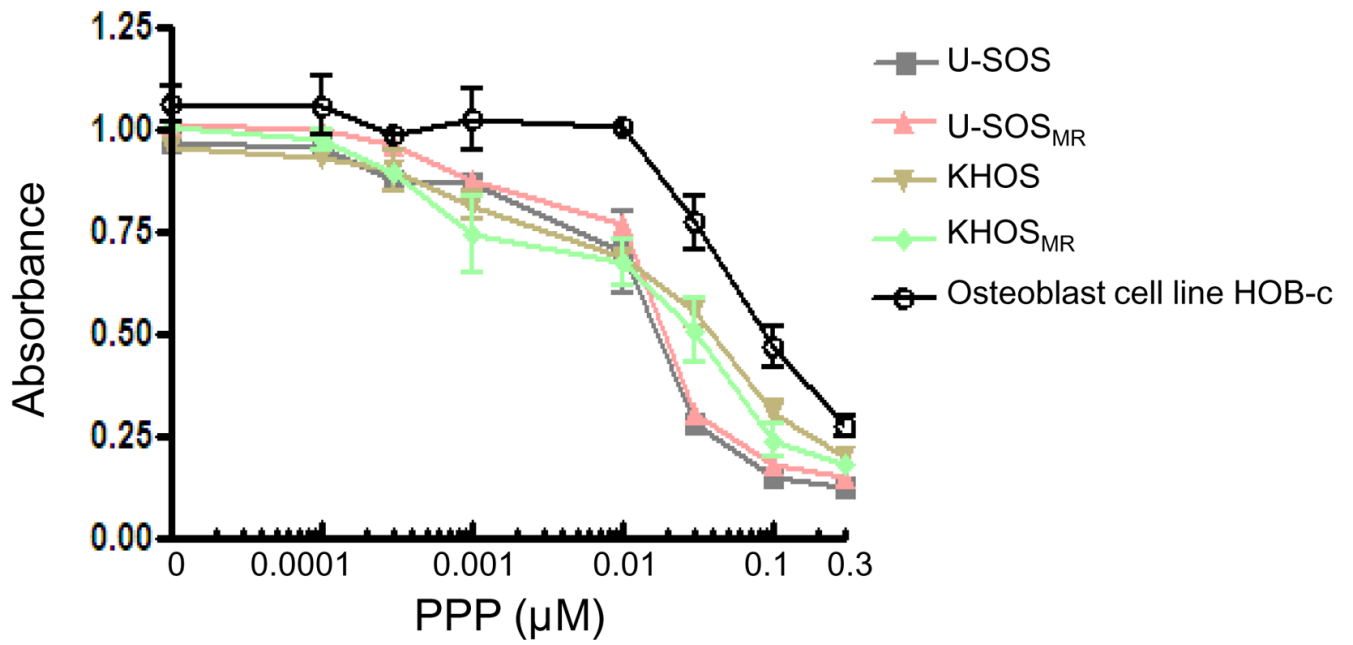 1.25
1.00
0.75
0.50
0.25
0.00
Absorbance
0 0.0001 0.001 0.01 0.1 0.3
PPP (µM)
U-SOS
U-SOSMR
KHOS
KHOSMR
Osteoblast cell line HOB-c